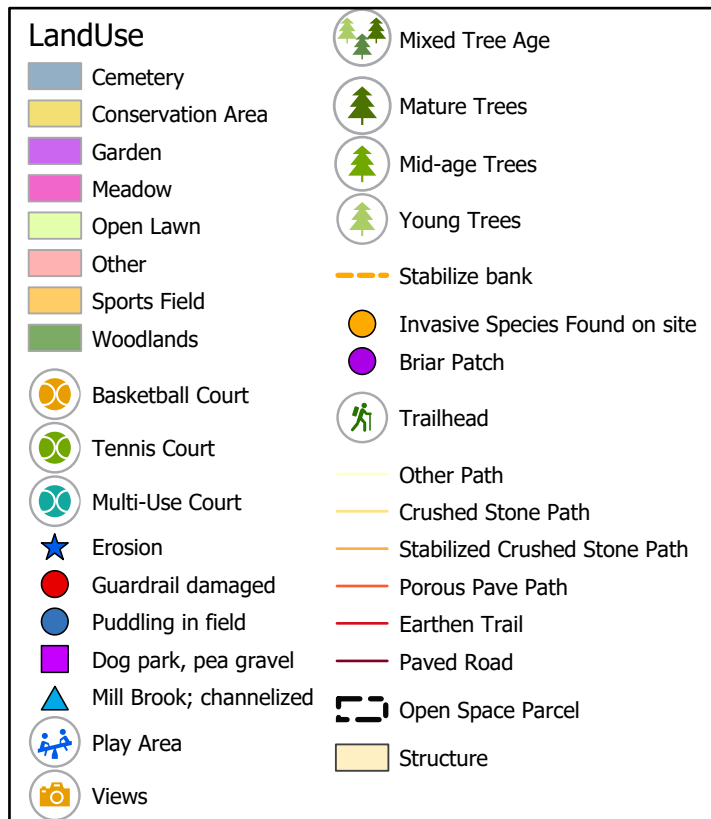 LandUse
Cemetery
Conservation Area
Garden
Meadow
Open Lawn
Other
Sports Field
Woodlands
Basketball Court
Tennis Court
Multi-Use Court
Erosion
Guardrail damaged
Puddling in field
Dog park, pea gravel
Mill Brook; channelized
Play Area
Views
Mixed Tree Age
Mature Trees
Mid-age Trees
Young Trees
Stabilize bank
Invasive Species Found on site
Briar Patch
Trailhead
Other Path
Crushed Stone Path
Stabilized Crushed Stone Path
Porous Pave Path
Earthen Trail
Paved Road
Open Space Parcel
Structure